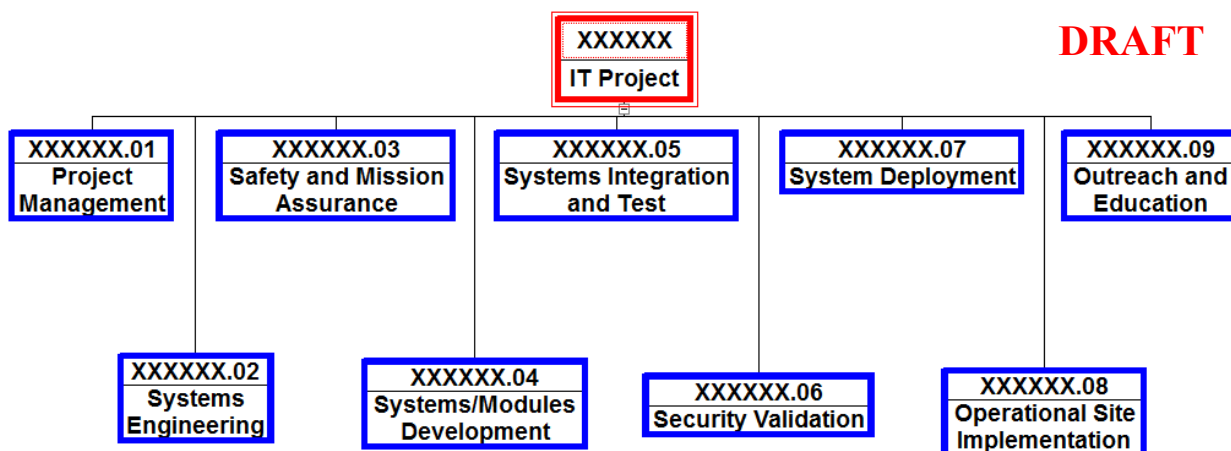 XXXXXX
IT Project
DRAFT
XXXXXX.01
Project
Management
XXXXXX.03
Safety and Mission
Assurance
XXXXXX.05
Systems Integration
and Test
XXXXXX.07
System Deployment
XXXXXX.09
Outreach and
Education
XXXXXX.02
Systems
Engineering
XXXXXX.04
Systems/Modules
Development
XXXXXX.06
Security Validation
XXXXXX.08
Operational Site
Implementation